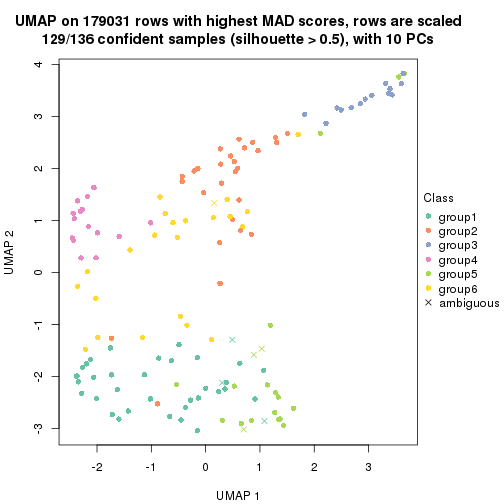 UMAP on 179031 rows with highest MAD scores, rows are scaled
129/136 confident samples (silhouette > 0.5), with 10 PCs
4
3
2
1
0
-1
-2
-3
UMAP 2
-2
-1
0
1
2
3
UMAP 1
Class
group1
group2
group3
group4
group5
group6
ambiguous